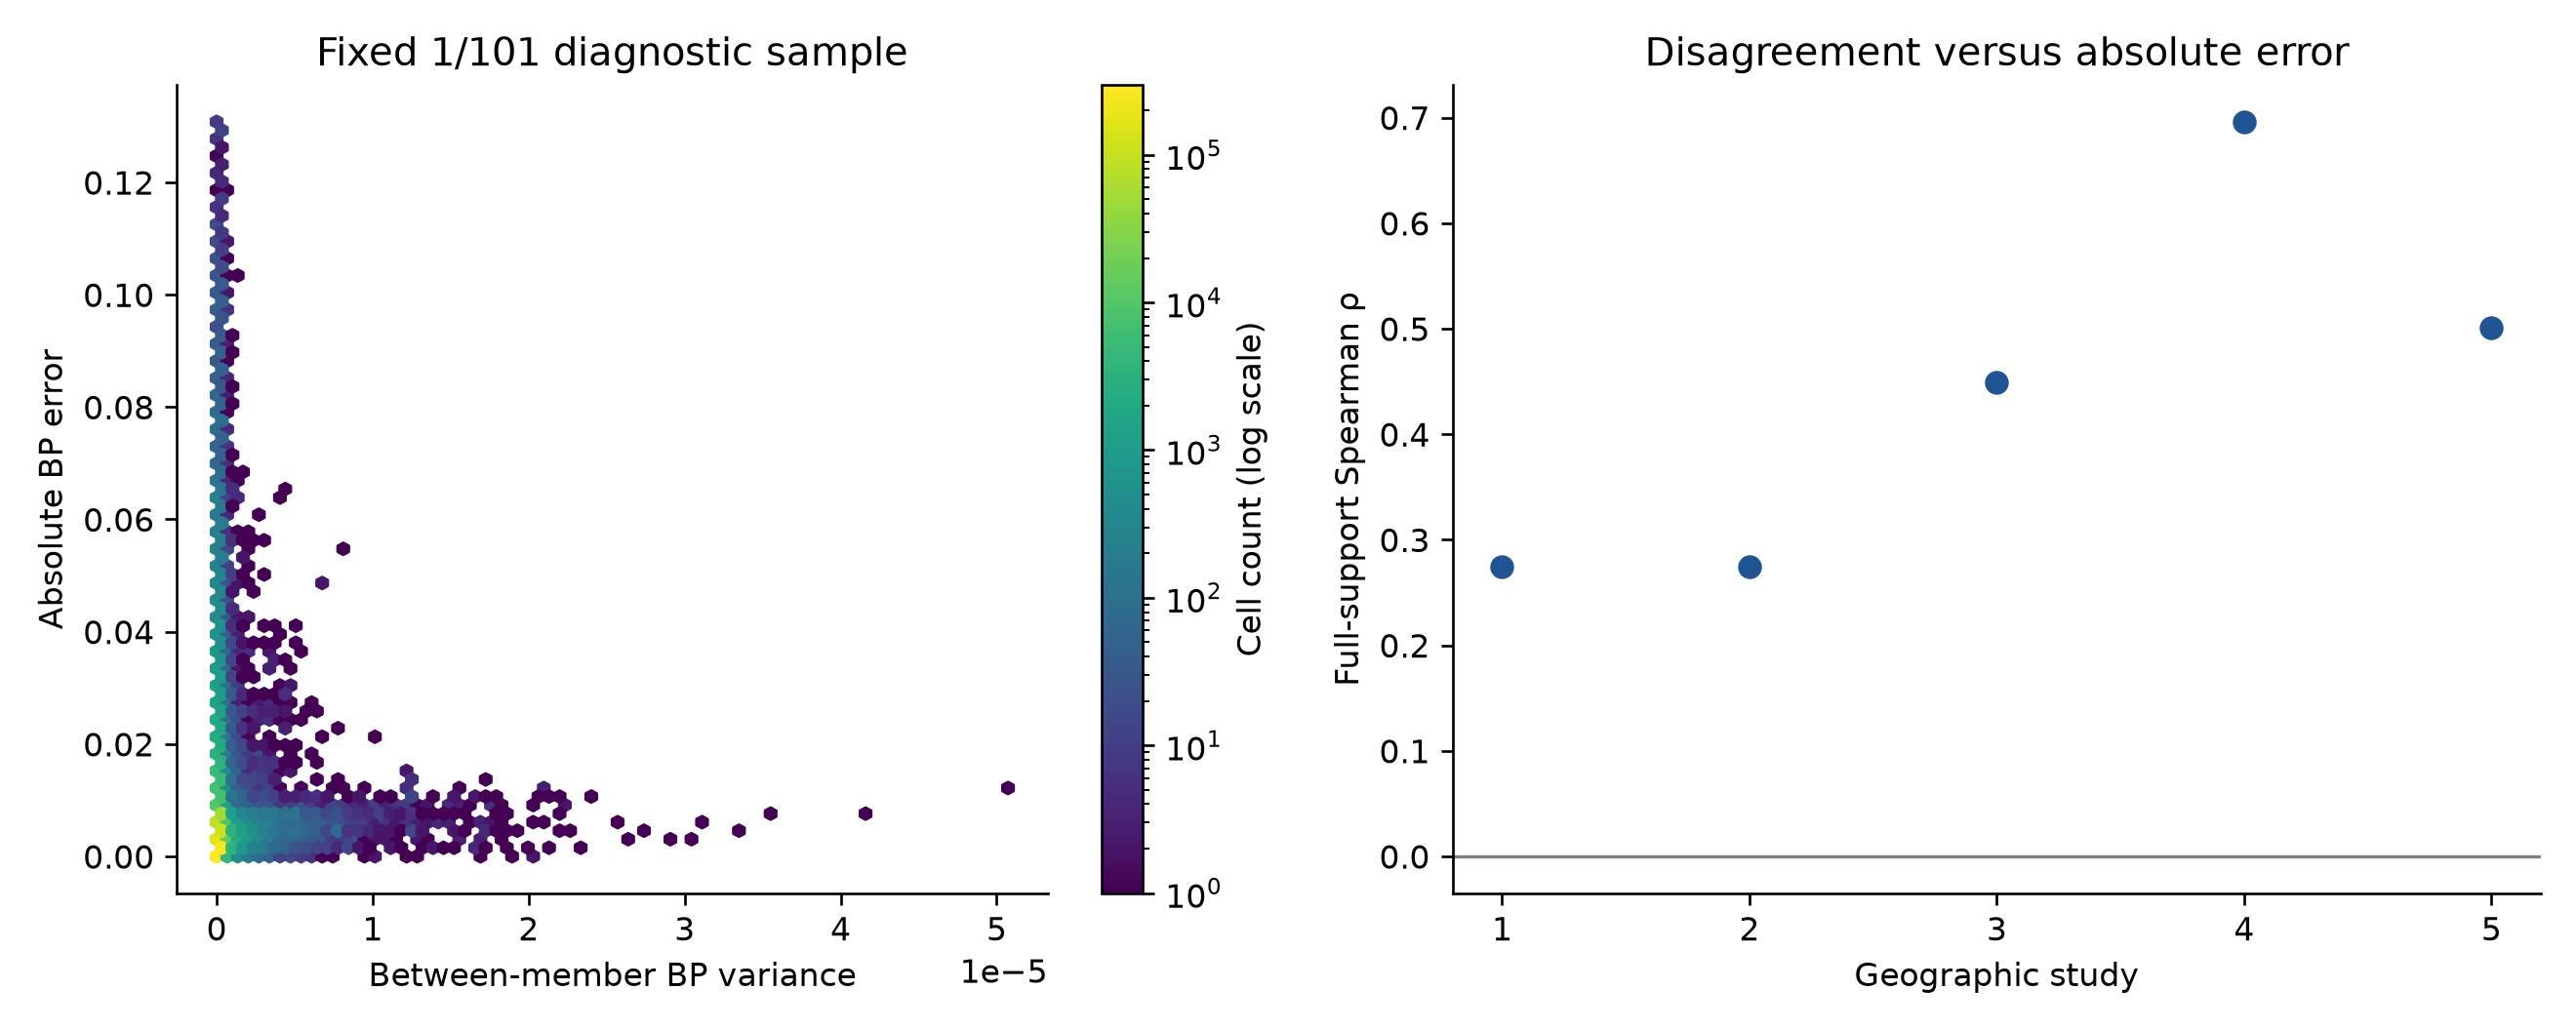 Fixed 1/101 diagnostic sample
Absolute BP error
0.12
0.10
0.08
0.06
0.04
0.02
0.00
0 1 2 3 4 5
1e−5
Between-member BP variance
10^5
10^4
10^3
10^2
10^1
10^0
Cell count (log scale)
Disagreement versus absolute error
Full-support Spearman ρ
0.7
0.6
0.5
0.4
0.3
0.2
0.1
0.0
1 2 3 4 5
Geographic study